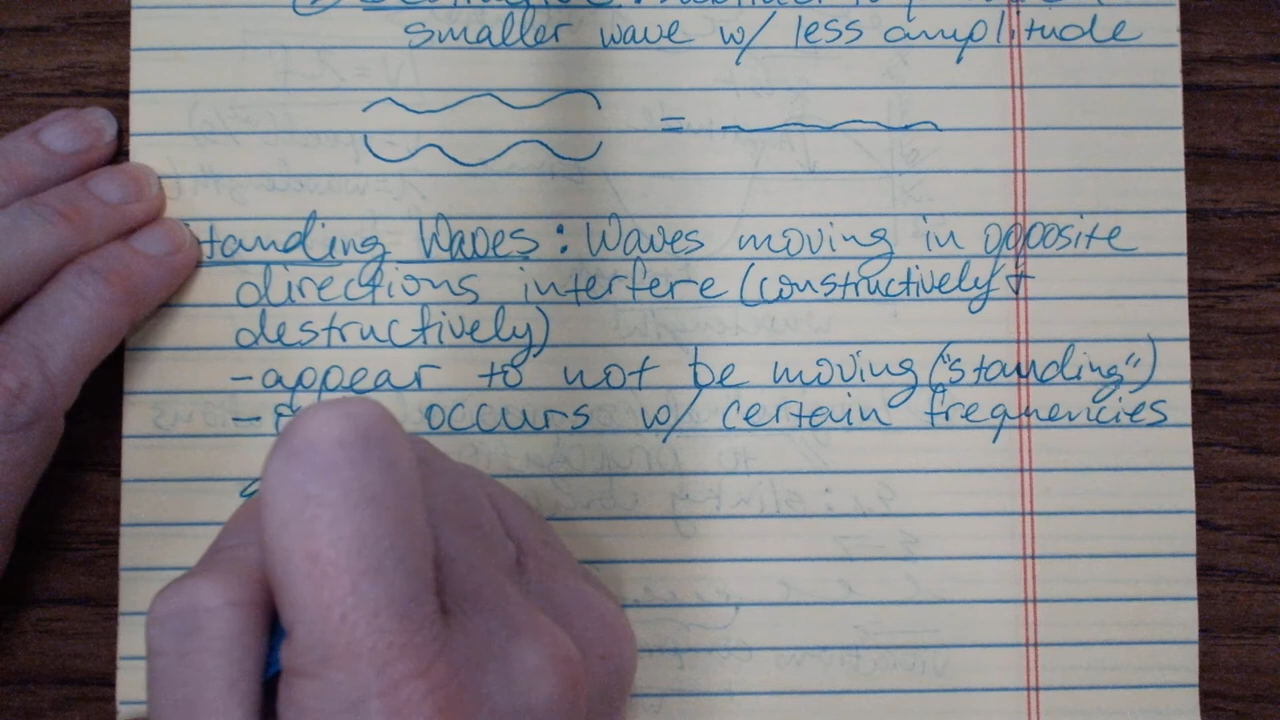 smaller wave w/ less amplitude
=
Standing Waves: Waves moving in opposite
directions interfere (constructively +
destructively)
-appear to not be moving ("standing")
- occurs w/ certain frequencies